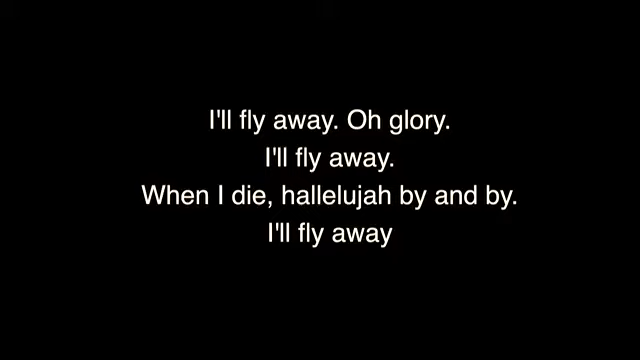 I'll fly away. Oh glory.
I'll fly away.
When I die, hallelujah by and by.
I'll fly away